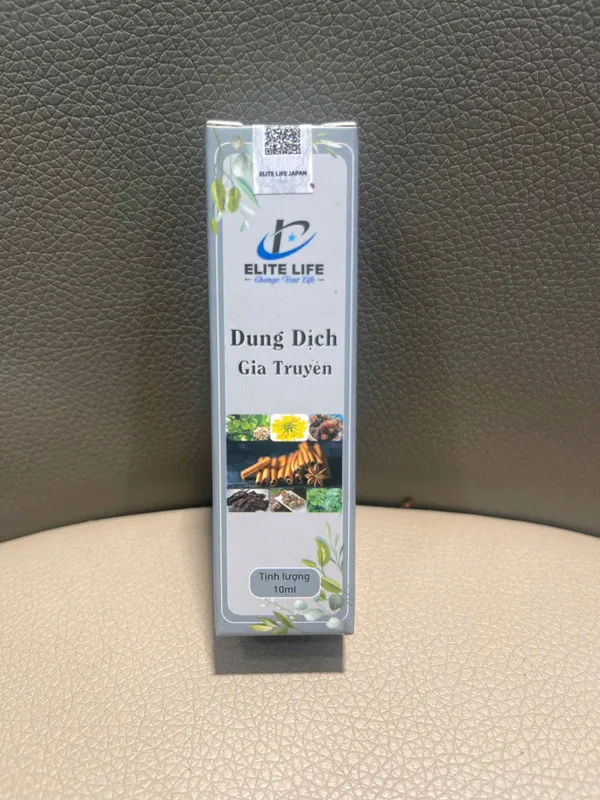 ELITE LIFE JAPAN
ELITE LIFE
Change Your Life
Dung Dịch
Gia Truyền
Tịnh lượng
10ml